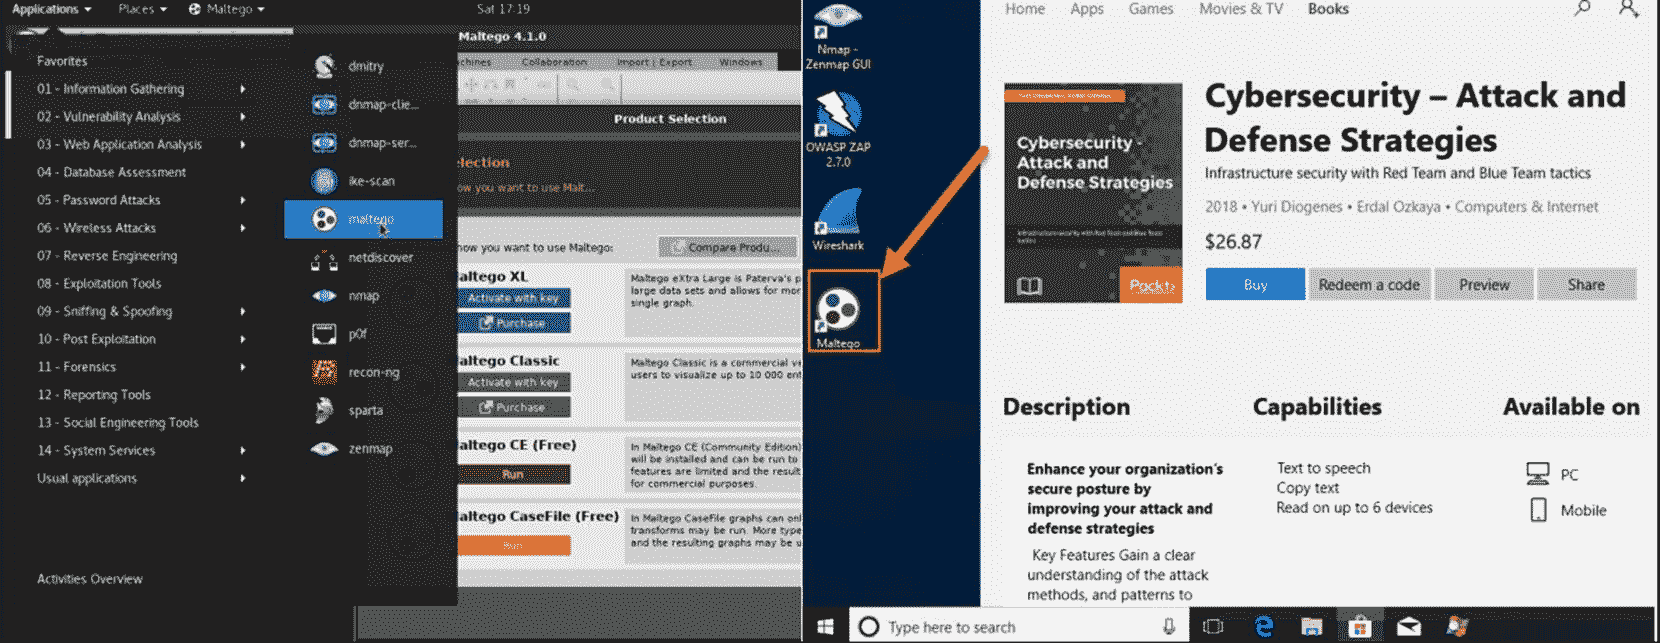 Applications
Places
Maltego
Sat 17:19
Favorites
01 - Information Gathering
02 - Vulnerability Analysis
03 - Web Application Analysis
04 - Database Assessment
05 - Password Attacks
06 - Wireless Attacks
07 - Reverse Engineering
08 - Exploitation Tools
09 - Sniffing & Spoofing
10 - Post Exploitation
11 - Forensics
12 - Reporting Tools
13 - Social Engineering Tools
14 - System Services
Usual applications
Activities Overview
dmitry
dnmap-clie...
dnmap-ser...
ike-scan
maltego
netdiscover
nmap
p0f
recon-ng
sparta
zenmap
Maltego 4.1.0
chines
Collaboration
Import | Export
Windows
Product Selection
election
ow you want to use Malt...
how you want to use Maltego:
Compare Produ...
altego XL
Activate with key
Purchase
Maltego eXtra Large is Paterva's p
large data sets and allows for mor
single graph.
altego Classic
Activate with key
Purchase
Maltego Classic is a commercial ve
users to visualize up to 10 000 ent
altego CE (Free)
Run
In Maltego CE (Community Edition)
will be installed and can be run to
features are limited and the result
for commercial purposes.
altego CaseFile (Free)
Run
In Maltego CaseFile graphs can onl
transforms may be run. More type
and the resulting graphs may be u
Nmap -
Zenmap GUI
OWASP ZAP
2.7.0
Wireshark
Maltego
Home
Apps
Games
Movies & TV
Books
Cybersecurity -
Attack and
Defense Strategies
Packt>
Cybersecurity – Attack and
Defense Strategies
Infrastructure security with Red Team and Blue Team tactics
2018 • Yuri Diogenes • Erdal Ozkaya • Computers & Internet
$26.87
Buy
Redeem a code
Preview
Share
Description
Enhance your organization's
secure posture by
improving your attack and
defense strategies
Key Features Gain a clear
understanding of the attack
methods, and patterns to
Capabilities
Text to speech
Copy text
Read on up to 6 devices
Available on
PC
Mobile
Type here to search